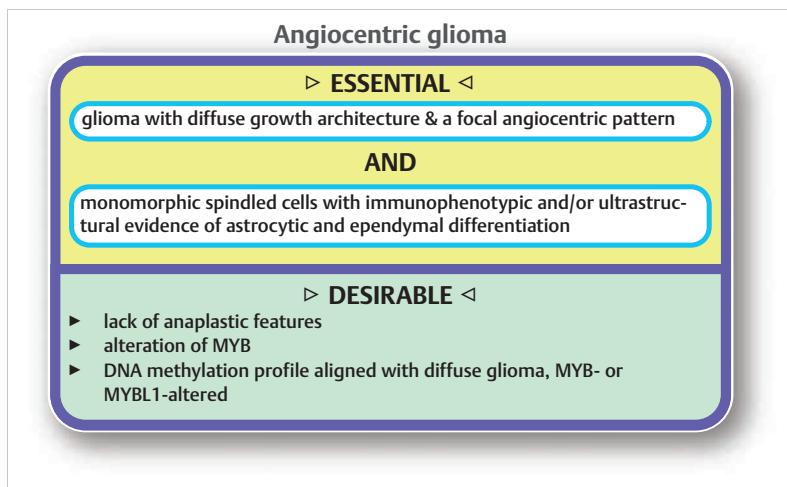 Angiocentric glioma
▷ ESSENTIAL ◁
glioma with diffuse growth architecture & a focal angiocentric pattern
AND
monomorphic spindled cells with immunophenotypic and/or ultrastruc-
tural evidence of astrocytic and ependymal differentiation
▷ DESIRABLE ◁
► lack of anaplastic features
► alteration of MYB
► DNA methylation profile aligned with diffuse glioma, MYB- or
MYBL1-altered